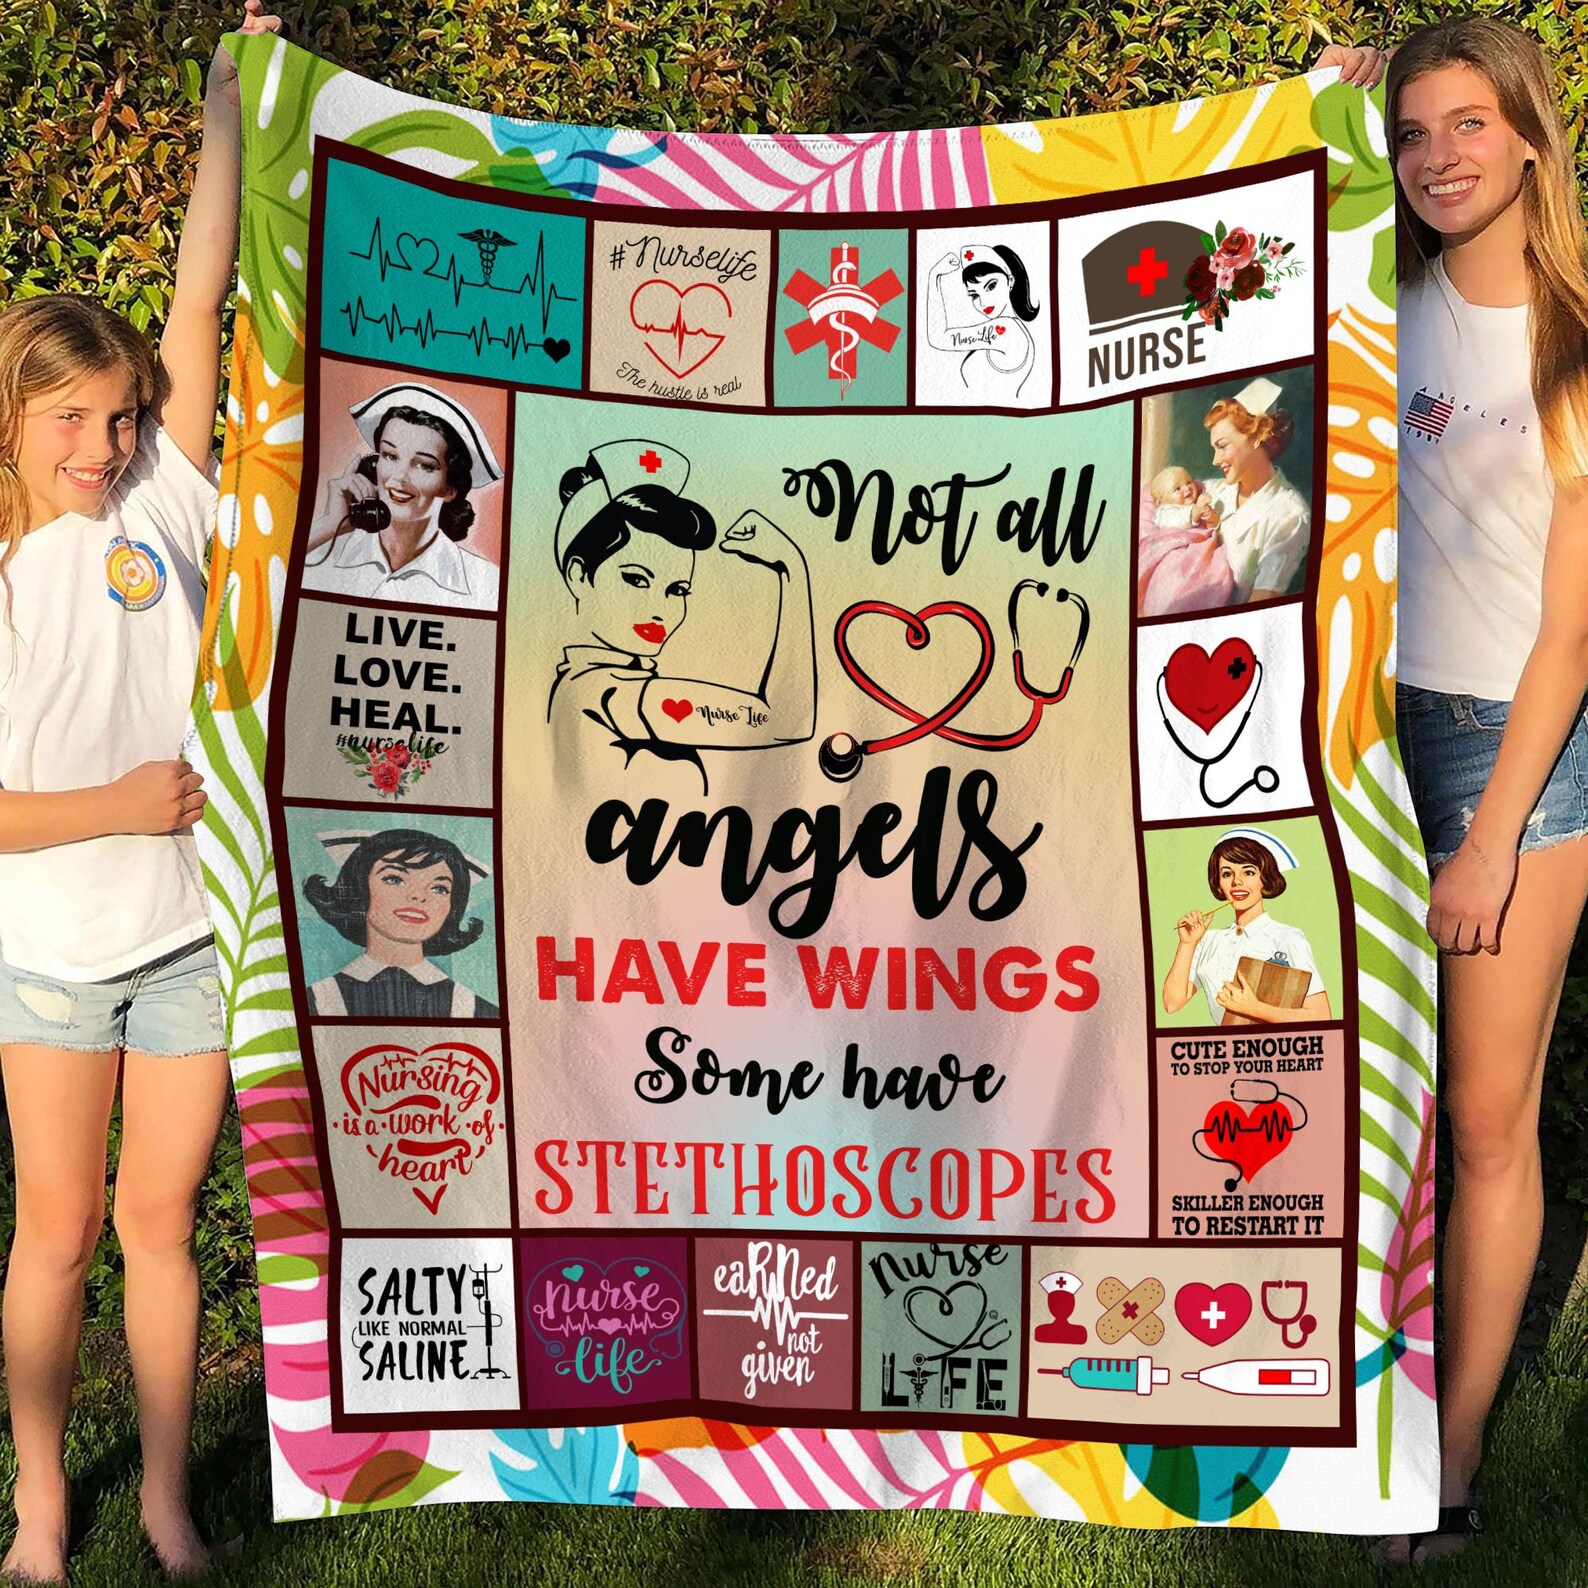 #Nurselife
The hustle is real
Nurse Life
NURSE
Not all
Nurse Life
angels
HAVE WINGS
Some have
STETHOSCOPES
LIVE.
LOVE.
HEAL.
#nurselife
Nursing
is a work of
heart
CUTE ENOUGH
TO STOP YOUR HEART
SKILLER ENOUGH
TO RESTART IT
SALTY
LIKE NORMAL
SALINE
nurse
life
eaRNed
not
given
Nurse
LIFE